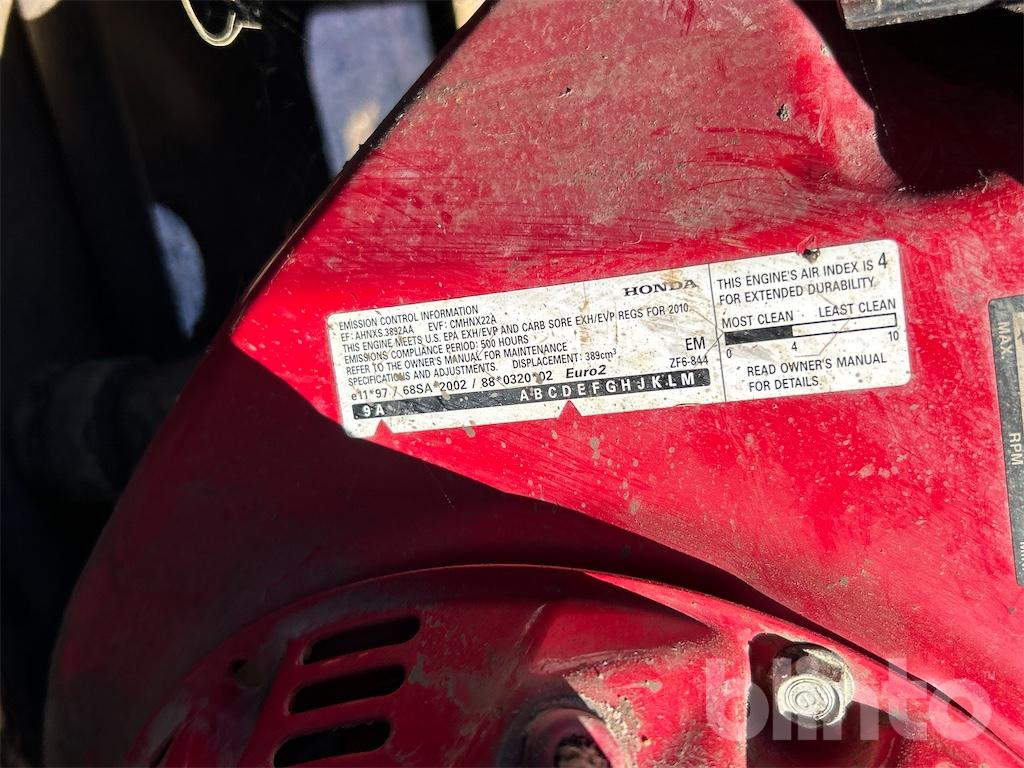 EMISSION CONTROL INFORMATION
HONDA
EF: AHNXS.3892AA EVF: CMHNX22A
THIS ENGINE MEETS U.S. EPA EXH/EVP AND CARB SORE EXH/EVP REGS FOR 2010.
EMISSIONS COMPLIANCE PERIOD: 500 HOURS
REFER TO THE OWNER'S MANUAL FOR MAINTENANCE
EM
SPECIFICATIONS AND ADJUSTMENTS. DISPLACEMENT: 389cm³
ZF6-844
e11*97 / 68SA*2002 / 88*0320*02 Euro2
9A ABCDEFGHJKLM
THIS ENGINE'S AIR INDEX IS 4
FOR EXTENDED DURABILITY.
MOST CLEAN LEAST CLEAN
0 4 10
READ OWNER'S MANUAL
FOR DETAILS.
MAX.
RPM
blinto